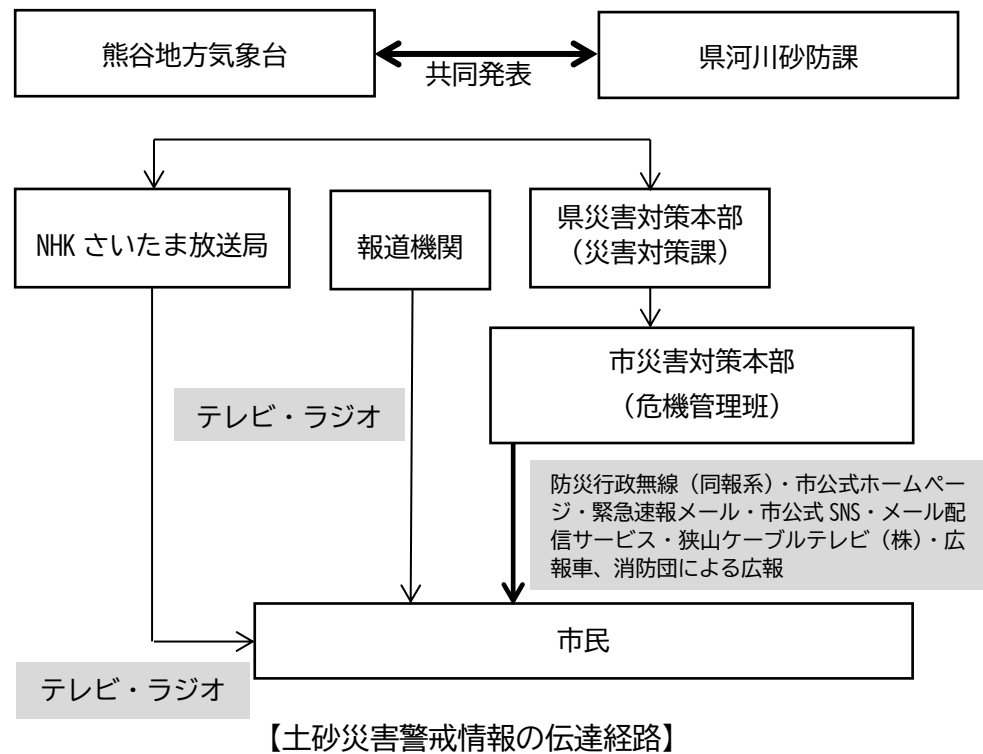 熊谷地方気象台
共同発表
県河川砂防課
NHK さいたま放送局
報道機関
県災害対策本部
（災害対策課）
市災害対策本部
（危機管理班）
テレビ・ラジオ
防災行政無線（同報系）・市公式ホームペー
ジ・緊急速報メール・市公式 SNS・メール配
信サービス・狭山ケーブルテレビ（株）・広
報車、消防団による広報
市民
テレビ・ラジオ
【土砂災害警戒情報の伝達経路】